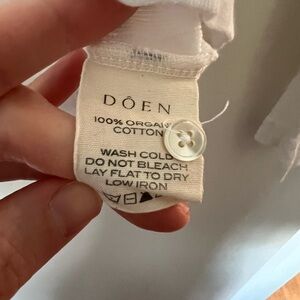 DÔEN
100% ORGANIC
COTTON
WASH COLD
DO NOT BLEACH
LAY FLAT TO DRY
LOW IRON